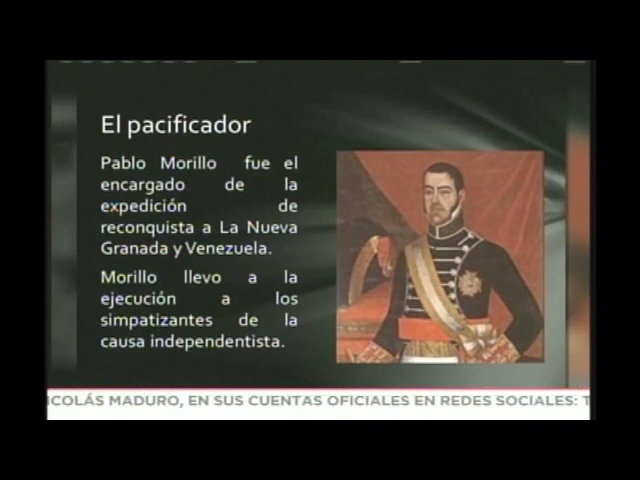 El pacificador
Pablo Morillo fue el
encargado de la
expedición de
reconquista a La Nueva
Granada y Venezuela.
Morillo llevo a la
ejecución a los
simpatizantes de la
causa independentista.
ICOLÁS MADURO, EN SUS CUENTAS OFICIALES EN REDES SOCIALES: T